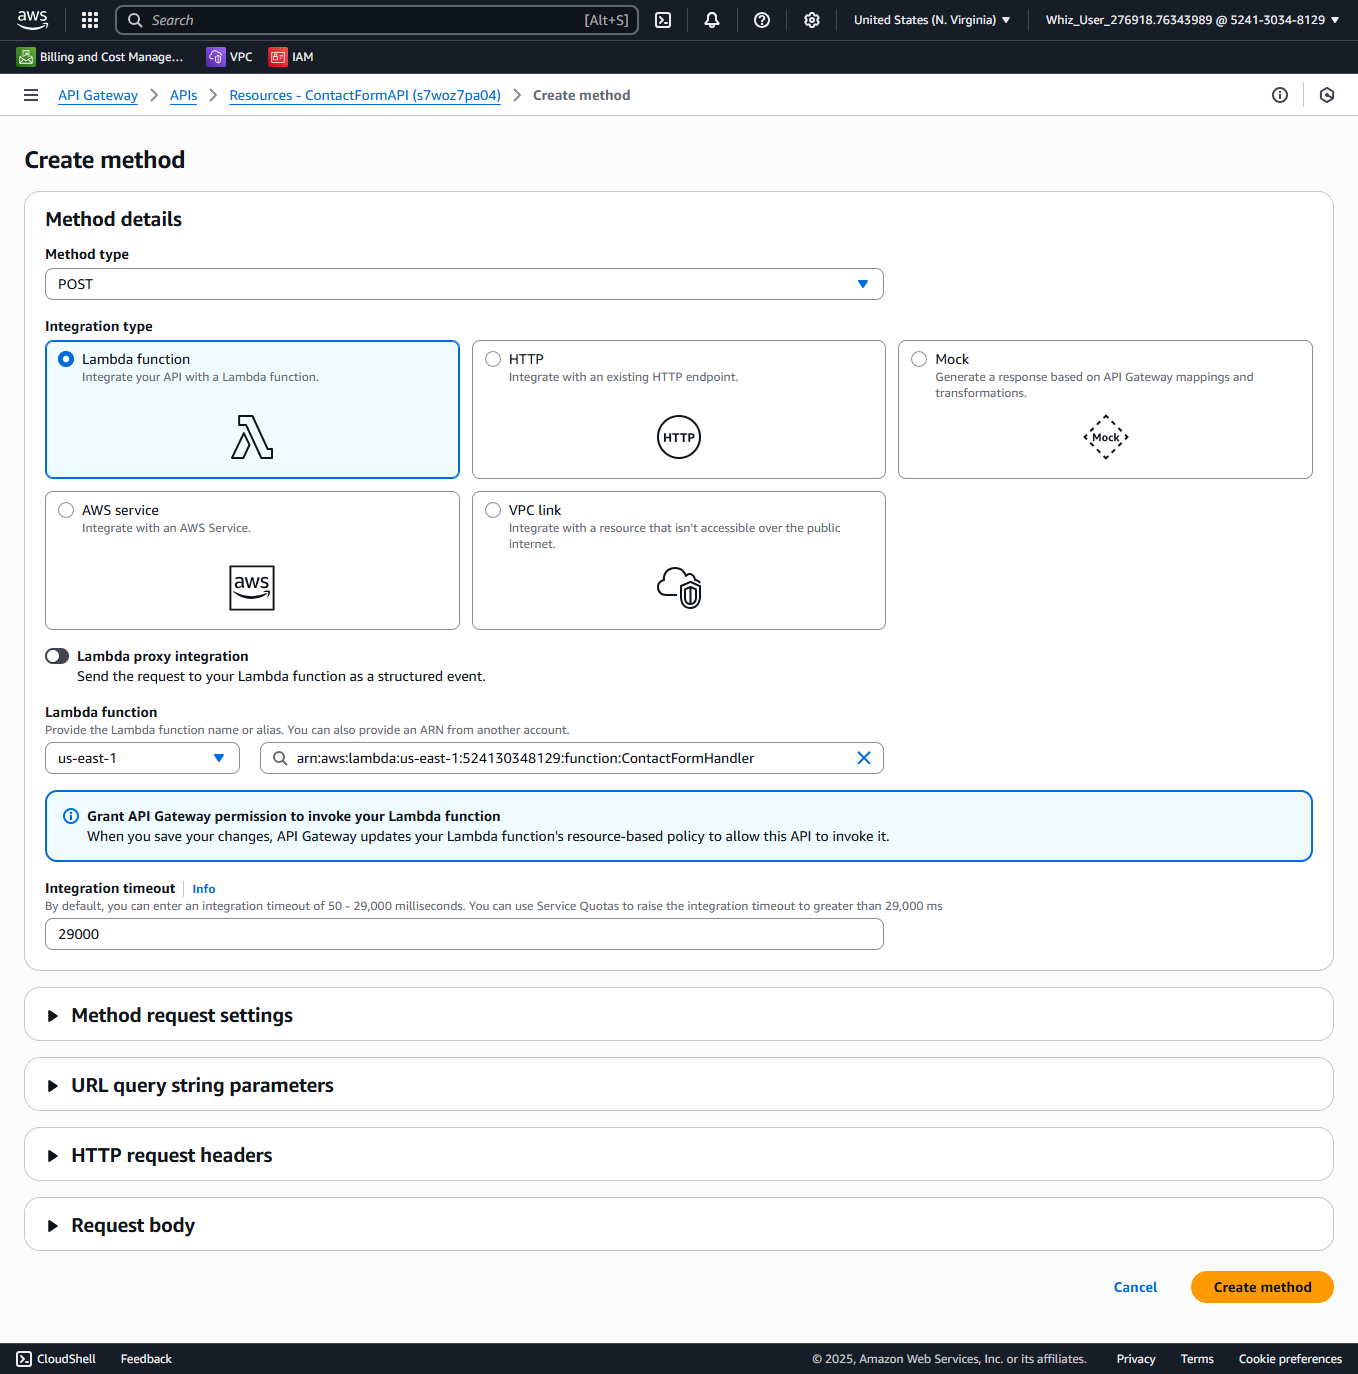 aws
Search [Alt+S]
United States (N. Virginia)
Whiz_User_276918.76343989 @ 5241-3034-8129
Billing and Cost Manage...
VPC
IAM
API Gateway
APIs
Resources - ContactFormAPI (s7woz7pa04)
Create method
Create method
Method details
Method type
POST
Integration type
Lambda function
Integrate your API with a Lambda function.
HTTP
Integrate with an existing HTTP endpoint.
HTTP
Mock
Generate a response based on API Gateway mappings and
transformations.
Mock
AWS service
Integrate with an AWS Service.
aws
VPC link
Integrate with a resource that isn't accessible over the public
internet.
Lambda proxy integration
Send the request to your Lambda function as a structured event.
Lambda function
Provide the Lambda function name or alias. You can also provide an ARN from another account.
us-east-1
arn:aws:lambda:us-east-1:524130348129:function:ContactFormHandler
Grant API Gateway permission to invoke your Lambda function
When you save your changes, API Gateway updates your Lambda function's resource-based policy to allow this API to invoke it.
Integration timeout Info
By default, you can enter an integration timeout of 50 - 29,000 milliseconds. You can use Service Quotas to raise the integration timeout to greater than 29,000 ms
29000
Method request settings
URL query string parameters
HTTP request headers
Request body
Cancel
Create method
CloudShell
Feedback
© 2025, Amazon Web Services, Inc. or its affiliates.
Privacy
Terms
Cookie preferences